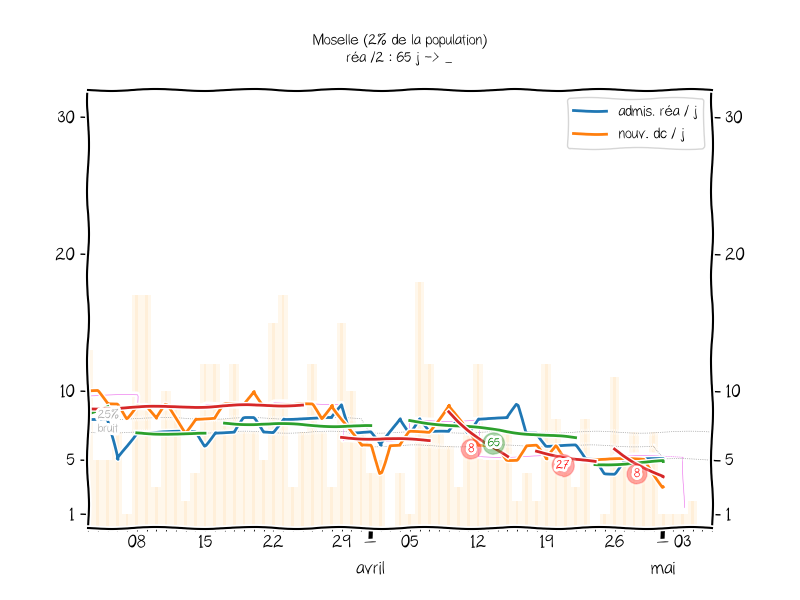 Moselle (2% de la population)
réa /2 : 65 j -> _
admis. réa / j
nouv. dc / j
30
30
20
20
10
10
25%
bruit
8
65
27
8
5
5
1
1
08 15 22 29 05 12 19 26 03
avril mai